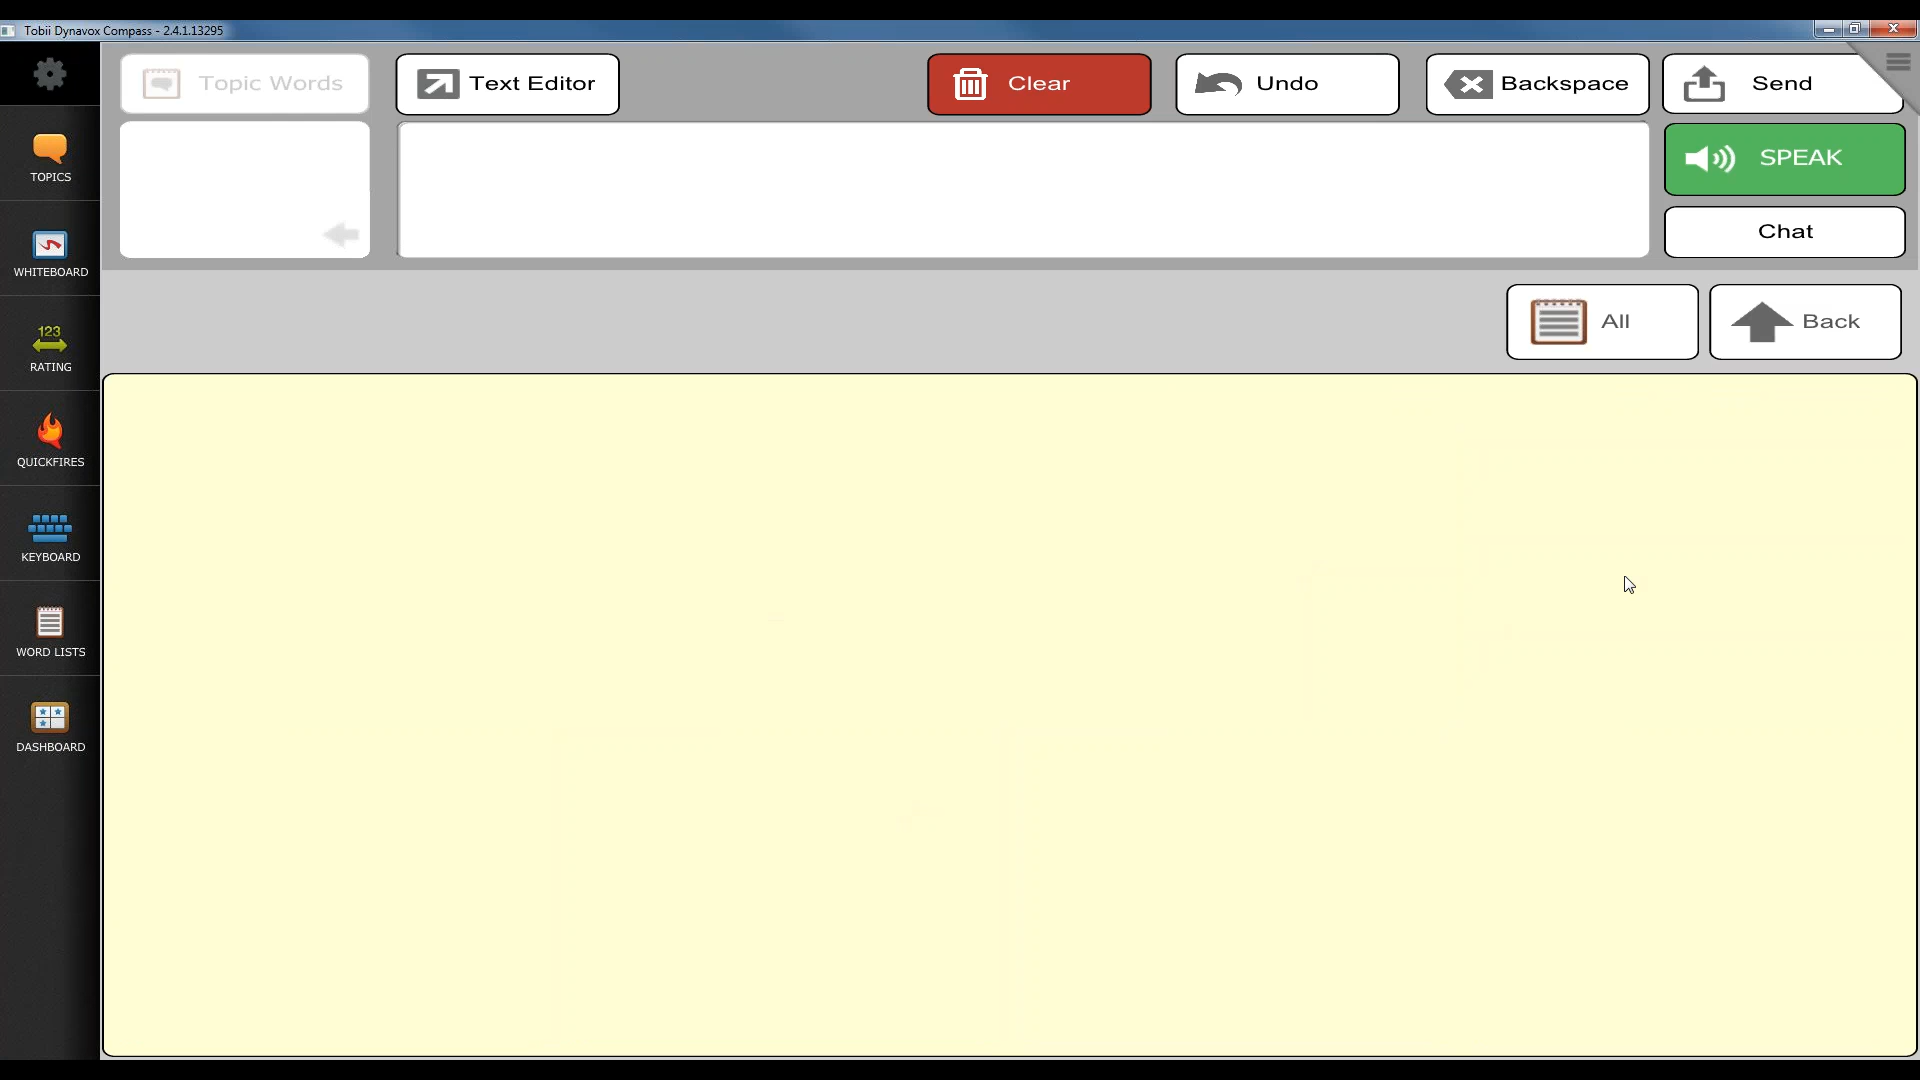 Tobii Dynavox Compass - 2.4.1.13295
Topic Words
Text Editor
Clear
Undo
Backspace
Send
SPEAK
Chat
All
Back
TOPICS
WHITEBOARD
123
RATING
QUICKFIRES
KEYBOARD
WORD LISTS
DASHBOARD